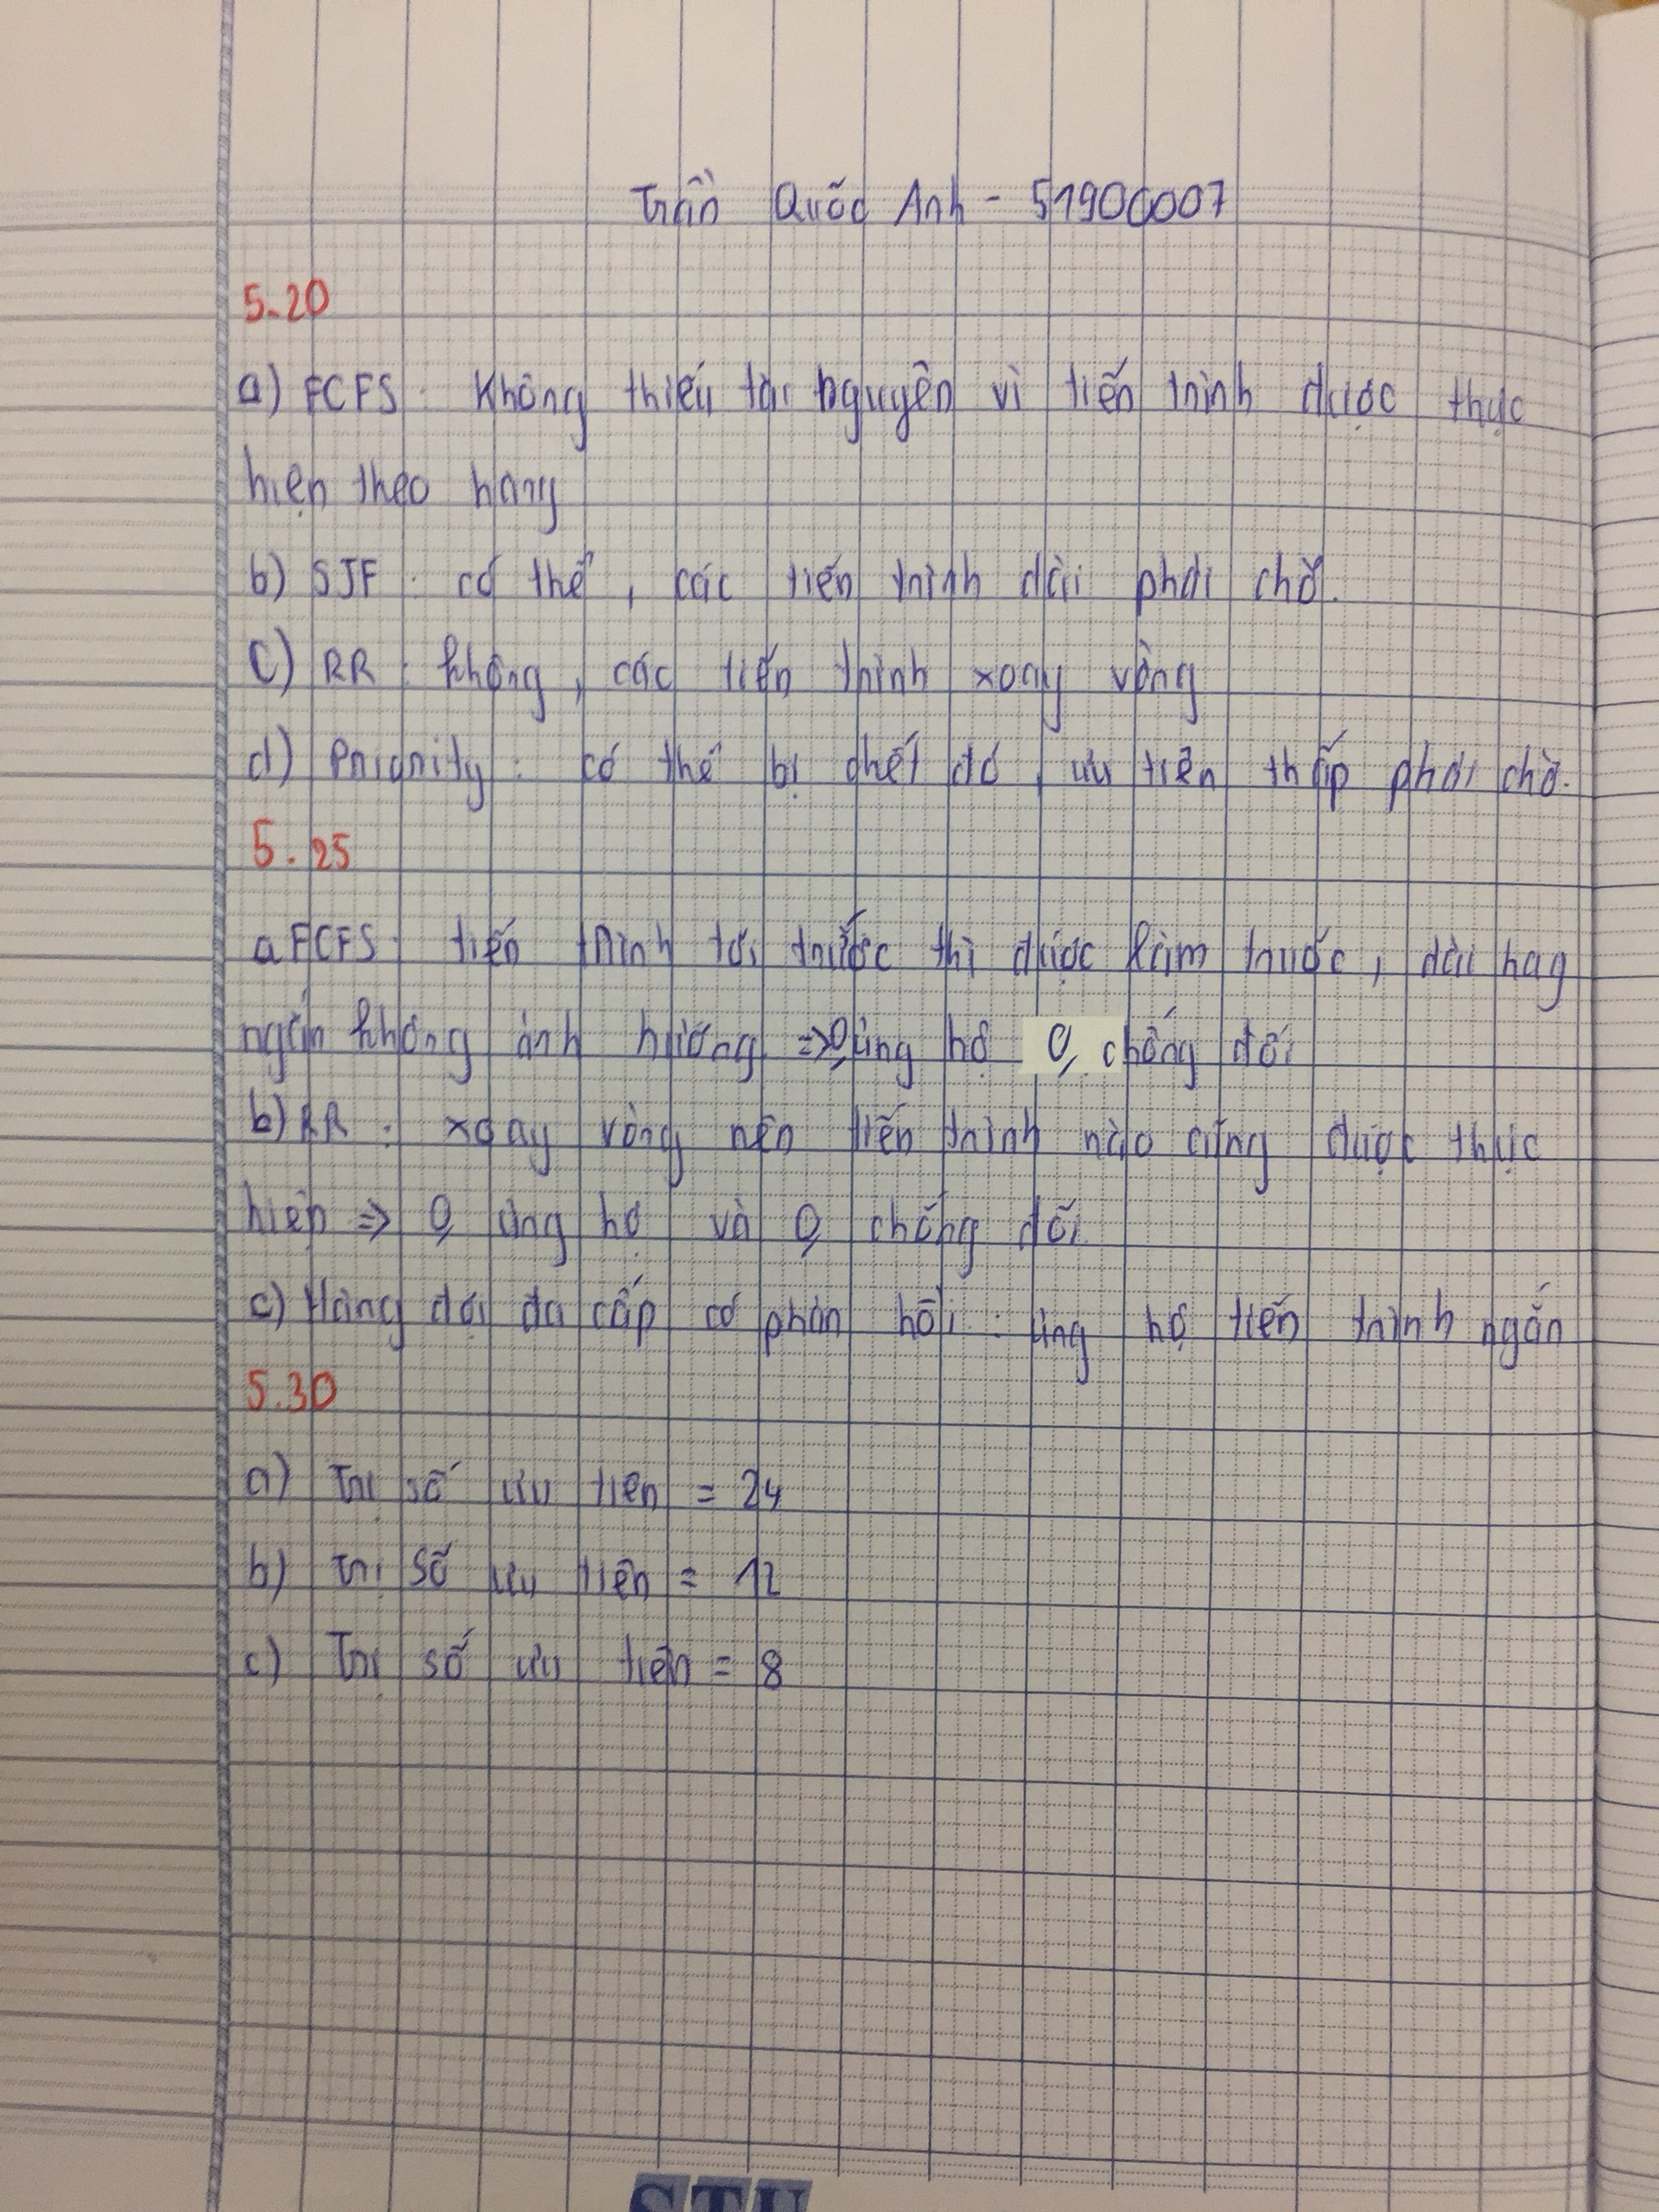 Trần Quốc Anh - 51900007
5.20
a) FCFS : Không thiếu tài nguyên vì tiến trình được thực
hiện theo hàng
b) SJF : có thể, các tiến trình dài phải chờ.
c) RR : không, các tiến trình xoay vòng
d) Priority : có thể bị chết đó, ưu tiên thấp phải chờ.
5.25
a FCFS : tiến trình tới trước thì được làm trước, dài hay
ngắn không ảnh hưởng => 0, ủng hộ 0, chống đối
b) RR : xoay vòng nên tiến trình nào cũng được thực
hiện => 0, ủng hộ và 0, chống đối
c) Hàng đợi đa cấp có phản hồi : ủng hộ tiến trình ngắn
5.30
a) Trị số ưu tiên = 24
b) Trị số ưu tiên = 12
c) Trị số ưu tiên = 8
STU